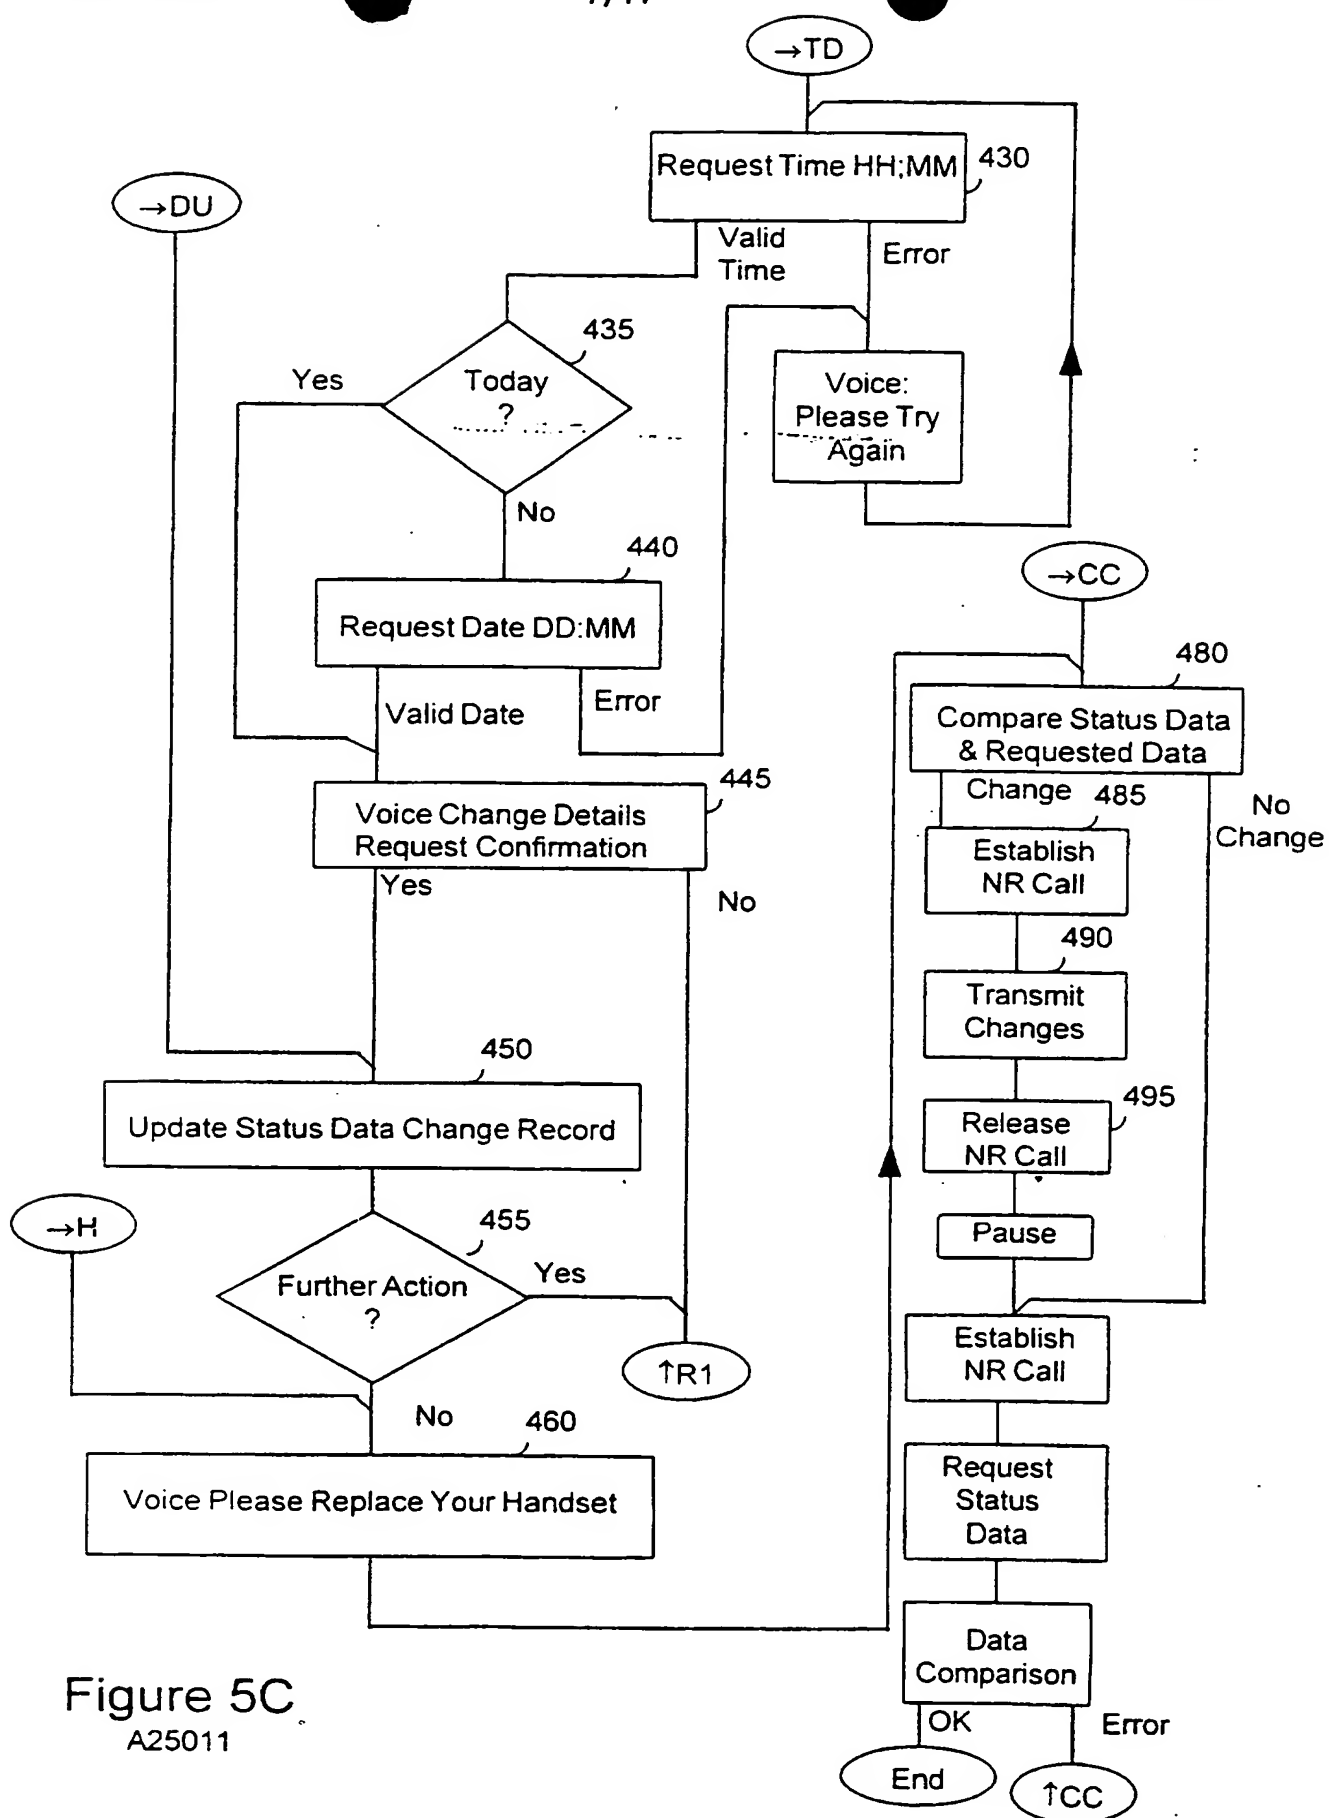 →TD
Request Time HH;MM
430
→DU
Valid
Time
Error
435
Yes
Today
?
Voice:
Please Try
Again
No
440
→CC
Request Date DD:MM
480
Valid Date
Error
Compare Status Data
& Requested Data
445
Change
485
No
Change
Voice Change Details
Request Confirmation
Establish
NR Call
Yes
No
490
Transmit
Changes
450
495
Update Status Data Change Record
Release
NR Call
→H
455
Pause
Further Action
?
Yes
Establish
NR Call
↑R1
No
460
Request
Status
Data
Voice Please Replace Your Handset
Data
Comparison
Figure 5C
A25011
OK
Error
End
↑CC